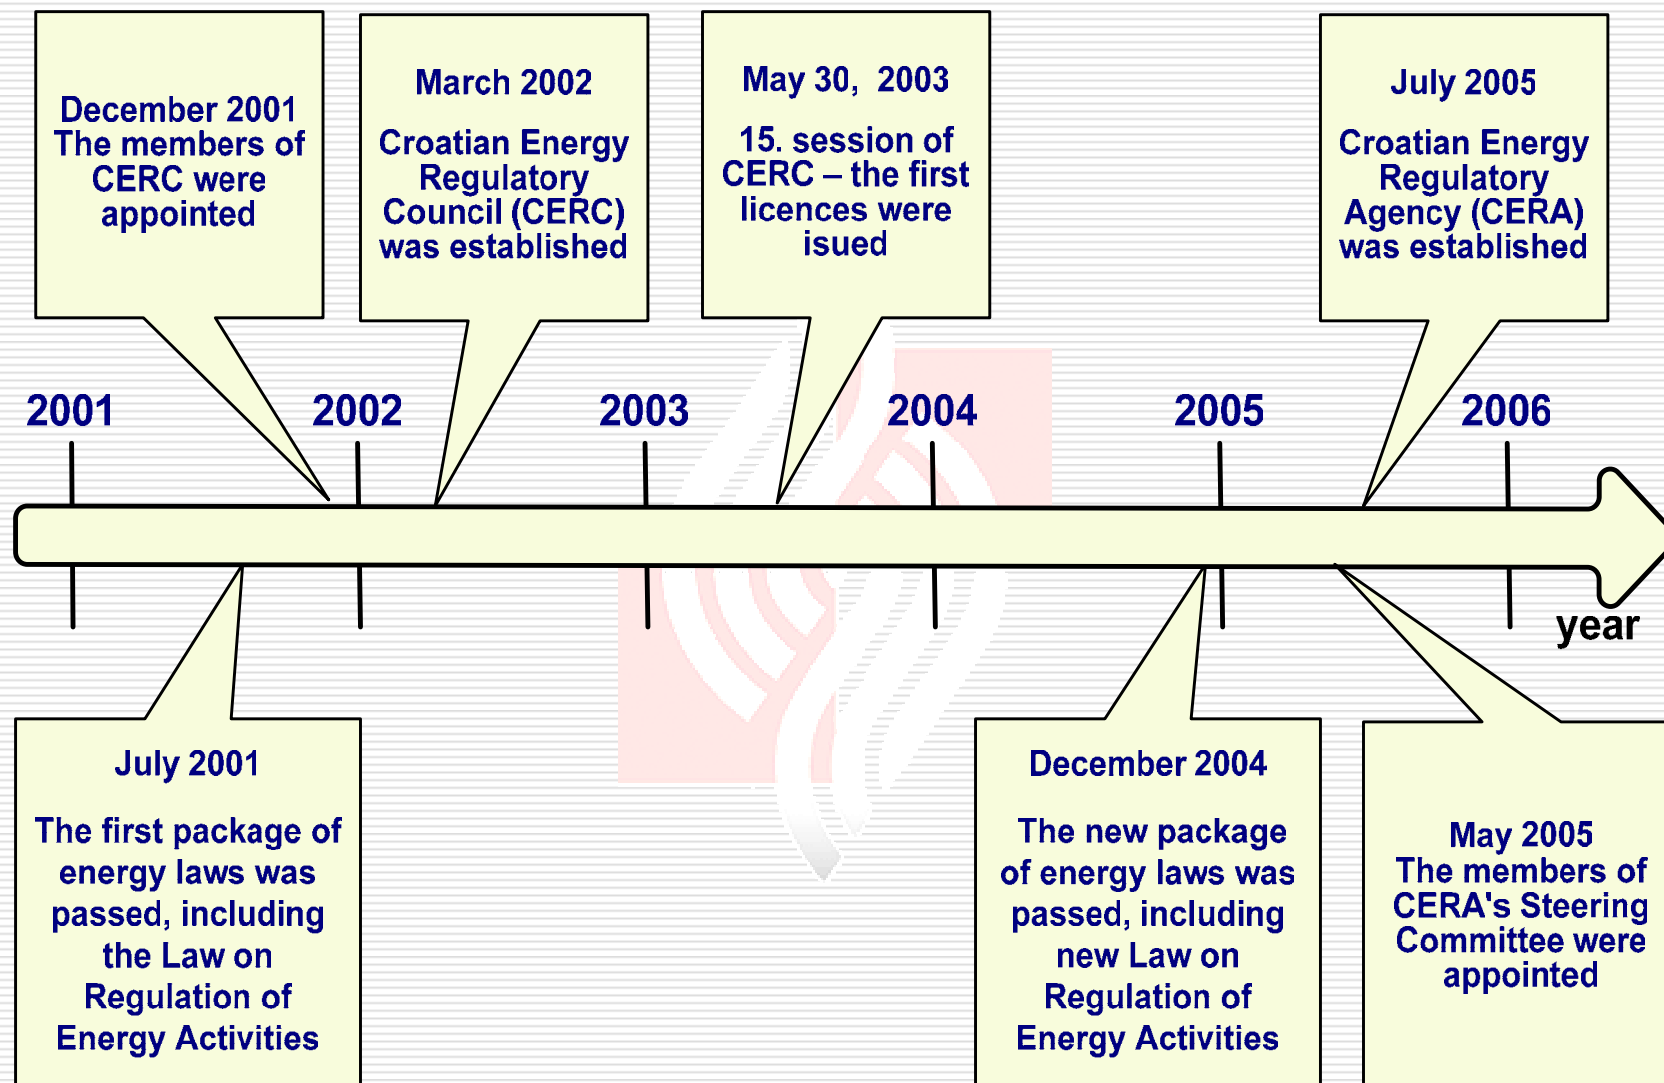 December 2001
The members of
CERC were
appointed
March 2002
Croatian Energy
Regulatory
Council (CERC)
was established
May 30,  2003
15. session of
CERC – the first
licences were
isued
July 2005
Croatian Energy
Regulatory
Agency (CERA)
was established
2001
2002
2003
2004
2005
2006
year
July 2001
The first package of
energy laws was
passed, including
the Law on
Regulation of
Energy Activities
December 2004
The new package
of energy laws was
passed, including
new Law on
Regulation of
Energy Activities
May 2005
The members of
CERA's Steering
Committee were
appointed